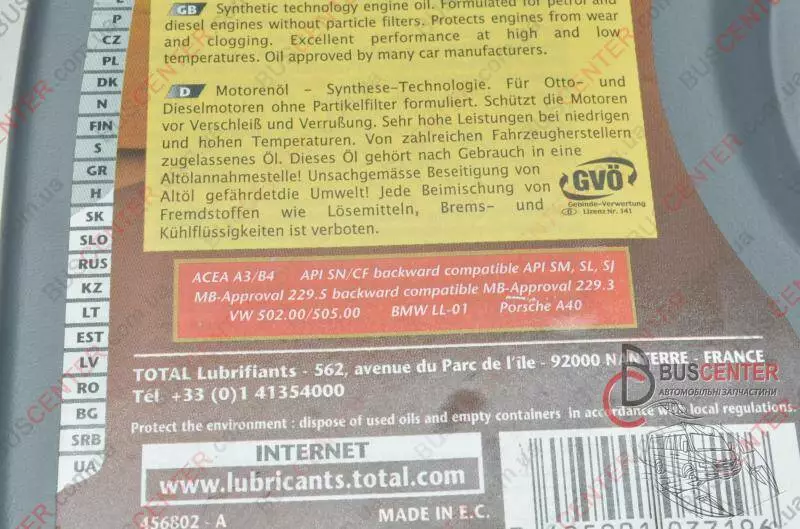 GB Synthetic technology engine oil. Formulated for petrol and
diesel engines without particle filters. Protects engines from wear
and clogging. Excellent performance at high and low
temperatures. Oil approved by many car manufacturers.
D Motorenöl – Synthese-Technologie. Für Otto- und
Dieselmotoren ohne Partikelfilter formuliert. Schützt die Motoren
vor Verschleiß und Verrußung. Sehr hohe Leistungen bei niedrigen
und hohen Temperaturen. Von zahlreichen Fahrzeugherstellern
zugelassenes Öl. Dieses Öl gehört nach Gebrauch in eine
Altölannahmestelle! Unsachgemässe Beseitigung von
Altöl gefährdetdie Umwelt! Jede Beimischung von
Fremdstoffen wie Lösemitteln, Brems- und
Kühlflüssigkeiten ist verboten.
GVÖ
Gebinde-Verwertung
D Lizenz Nr. 141
P
CZ
PL
DK
N
FIN
S
GR
H
SK
SLO
RUS
KZ
LT
EST
LV
RO
BG
SRB
UA
ACEA A3/B4 API SN/CF backward compatible API SM, SL, SJ
MB-Approval 229.5 backward compatible MB-Approval 229.3
VW 502.00/505.00 BMW LL-01 Porsche A40
TOTAL Lubrifiants - 562, avenue du Parc de l'île - 92000 NANTERRE - FRANCE
Tél +33 (0)1 41354000
BUSCENTER
АВТОМОБІЛЬНІ ЗАПЧАСТИНИ
Protect the environment : dispose of used oils and empty containers in accordance with local regulations.
INTERNET
www.lubricants.total.com
456802 - A MADE IN E.C.